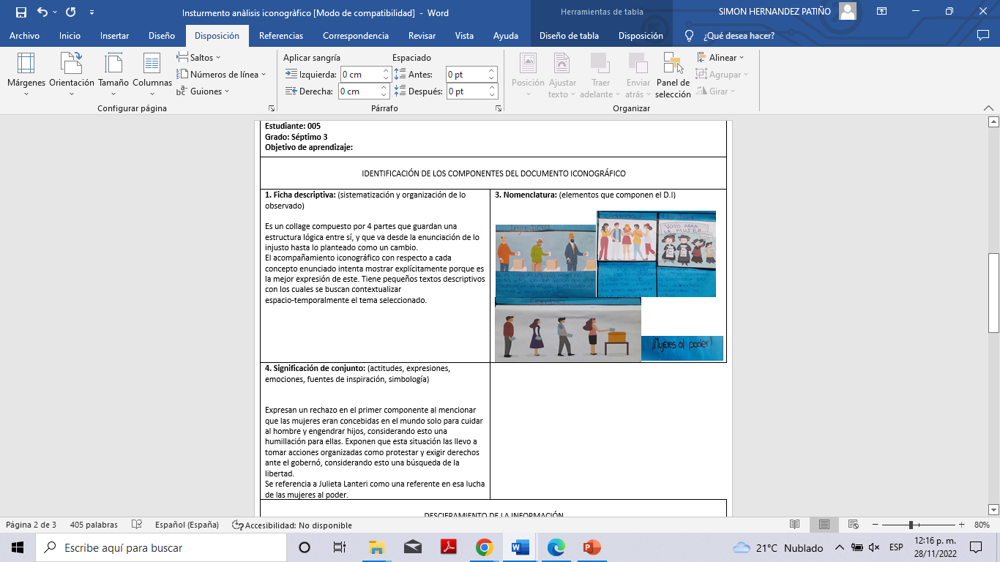 Insturmento anàlisis iconogràfico [Modo de compatibilidad] - Word
Herramientas de tabla
SIMON HERNANDEZ PATIÑO
Archivo Inicio Insertar Diseño Disposición Referencias Correspondencia Revisar Vista Ayuda Diseño de tabla Disposición ¿Qué desea hacer?
Márgenes
Orientación
Tamaño
Columnas
Saltos
Números de línea
Guiones
Configurar página
Aplicar sangría
Izquierda: 0 cm
Derecha: 0 cm
Espaciado
Antes: 0 pt
Después: 0 pt
Párrafo
Posición
Ajustar
texto
Traer
adelante
Enviar
atrás
Panel de
selección
Alinear
Agrupar
Girar
Organizar
Estudiante: 005
Grado: Séptimo 3
Objetivo de aprendizaje:
IDENTIFICACIÓN DE LOS COMPONENTES DEL DOCUMENTO ICONOGRÁFICO
1. Ficha descriptiva: (sistematización y organización de lo
observado)
Es un collage compuesto por 4 partes que guardan una
estructura lógica entre sí, y que va desde la enunciación de lo
injusto hasta lo planteado como un cambio.
El acompañamiento iconográfico con respecto a cada
concepto enunciado intenta mostrar explícitamente porque es
la mejor expresión de este. Tiene pequeños textos descriptivos
con los cuales se buscan contextualizar
espacio-temporalmente el tema seleccionado.
3. Nomenclatura: (elementos que componen el D.I)
Injusticia
VOTO PARA
LA MUJER
Cambio
¡Mujeres al poder!
4. Significación de conjunto: (actitudes, expresiones,
emociones, fuentes de inspiración, simbología)
Expresan un rechazo en el primer componente al mencionar
que las mujeres eran concebidas en el mundo solo para cuidar
al hombre y engendrar hijos, considerando esto una
humillación para ellas. Exponen que esta situación las llevo a
tomar acciones organizadas como protestar y exigir derechos
ante el gobernó, considerando esto una búsqueda de la
libertad.
Se referencia a Julieta Lanteri como una referente en esa lucha
de las mujeres al poder.
DESCIFRAMIENTO DE LA INFORMACIÓN
Página 2 de 3 405 palabras Español (España) Accesibilidad: No disponible 80%
Escribe aquí para buscar
21°C Nublado
ESP
12:16 p. m.
28/11/2022